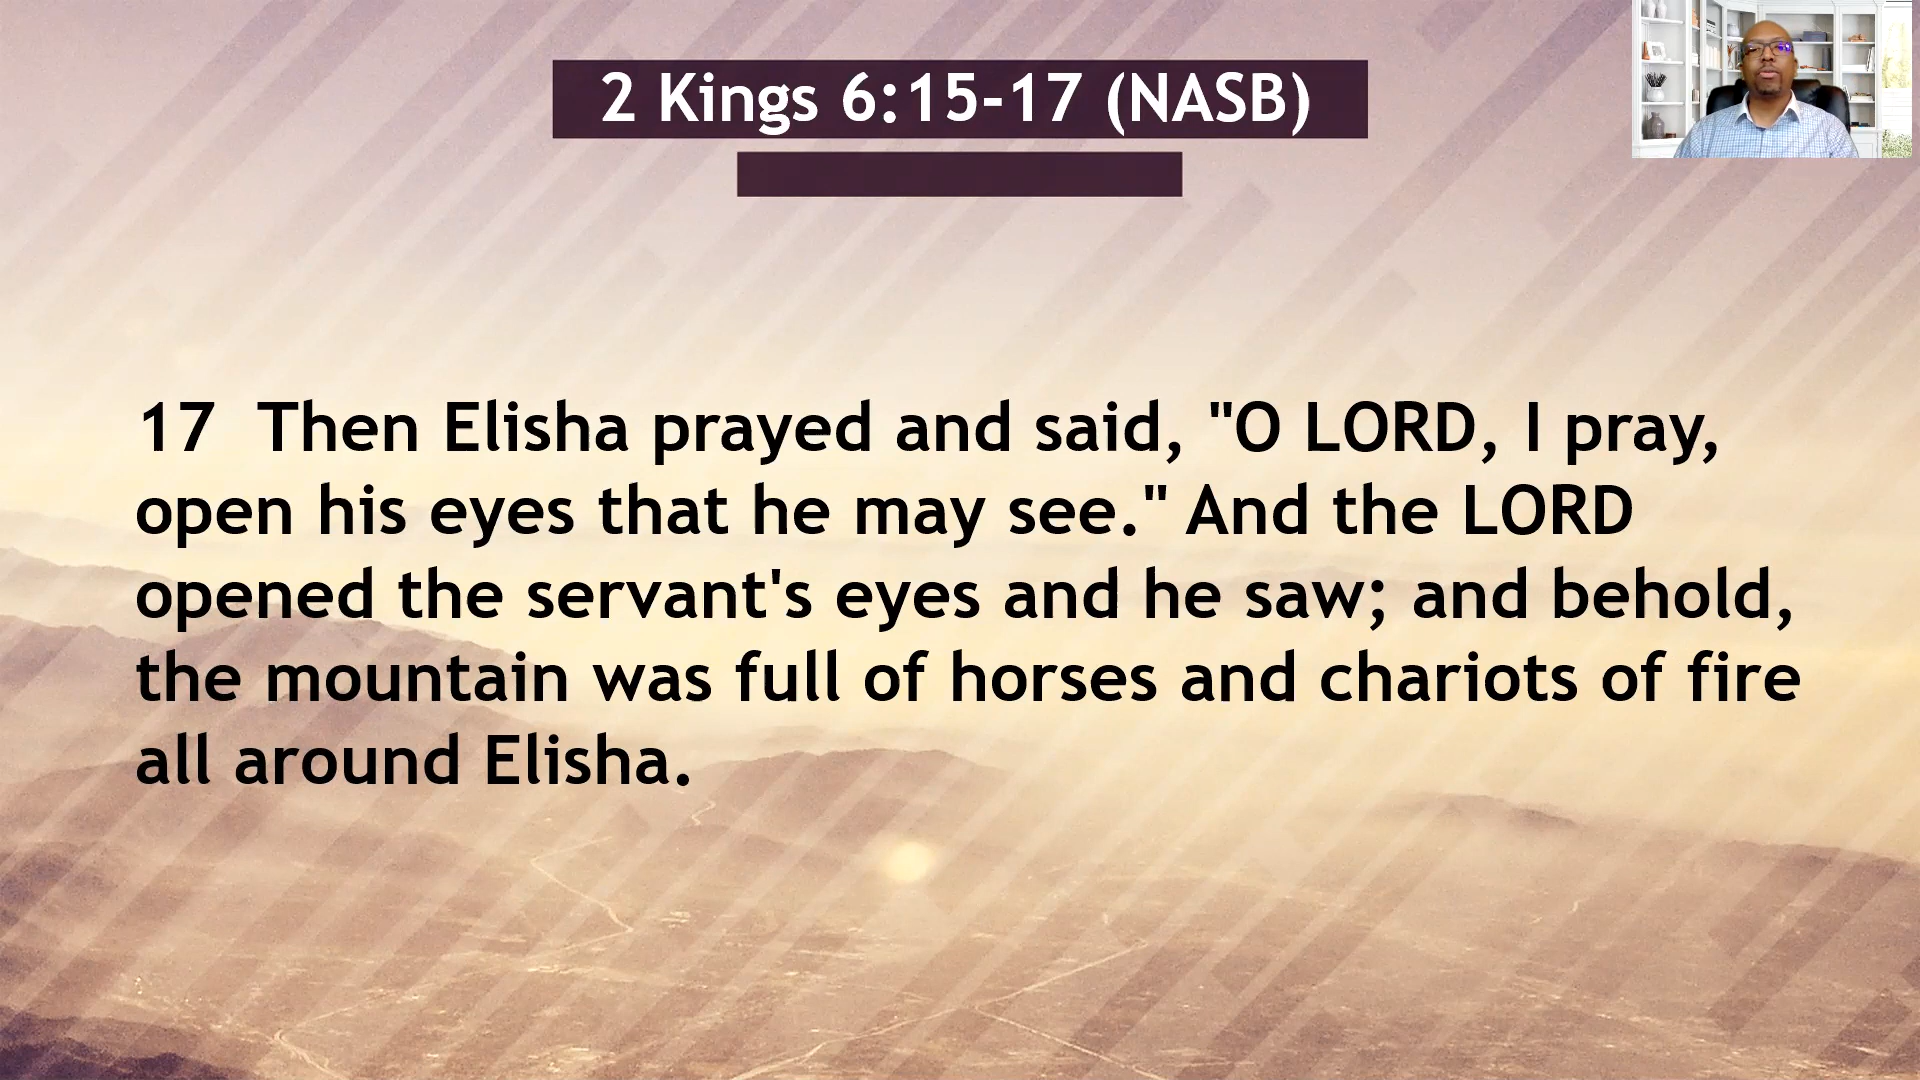 2 Kings 6:15-17 (NASB)
17  Then Elisha prayed and said, "O LORD, I pray,
open his eyes that he may see." And the LORD
opened the servant's eyes and he saw; and behold,
the mountain was full of horses and chariots of fire
all around Elisha.